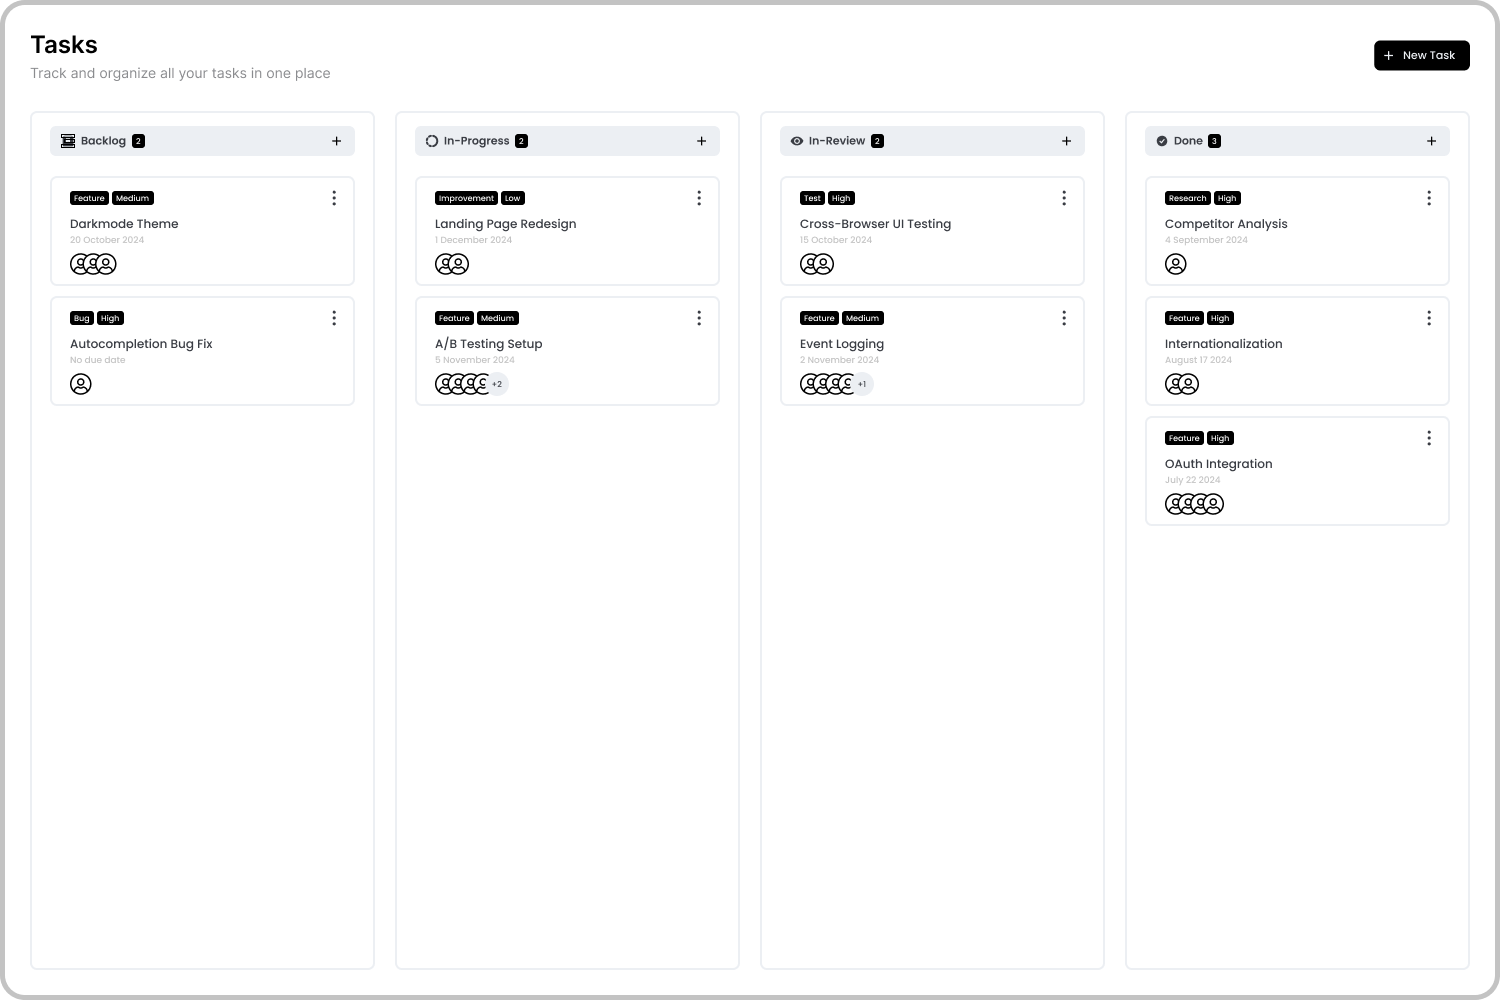 Tasks
Track and organize all your tasks in one place
+ New Task
Backlog 2 +
Feature Medium
Darkmode Theme
20 October 2024
Bug High
Autocompletion Bug Fix
No due date
In-Progress 2 +
Improvement Low
Landing Page Redesign
1 December 2024
Feature Medium
A/B Testing Setup
5 November 2024
+2
In-Review 2 +
Test High
Cross-Browser UI Testing
15 October 2024
Feature Medium
Event Logging
2 November 2024
+1
Done 3 +
Research High
Competitor Analysis
4 September 2024
Feature High
Internationalization
August 17 2024
Feature High
OAuth Integration
July 22 2024